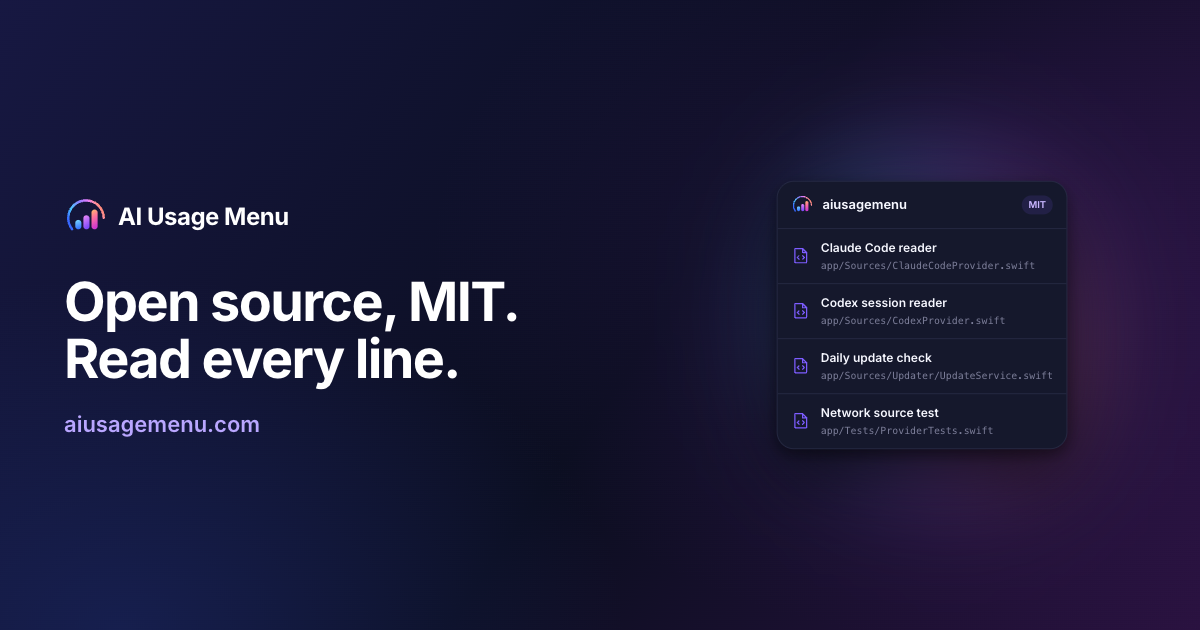 AI Usage Menu
Open source, MIT.
Read every line.
aiusagemenu.com
aiusagemenu
MIT
Claude Code reader
app/Sources/ClaudeCodeProvider.swift
Codex session reader
app/Sources/CodexProvider.swift
Daily update check
app/Sources/Updater/UpdateService.swift
Network source test
app/Tests/ProviderTests.swift